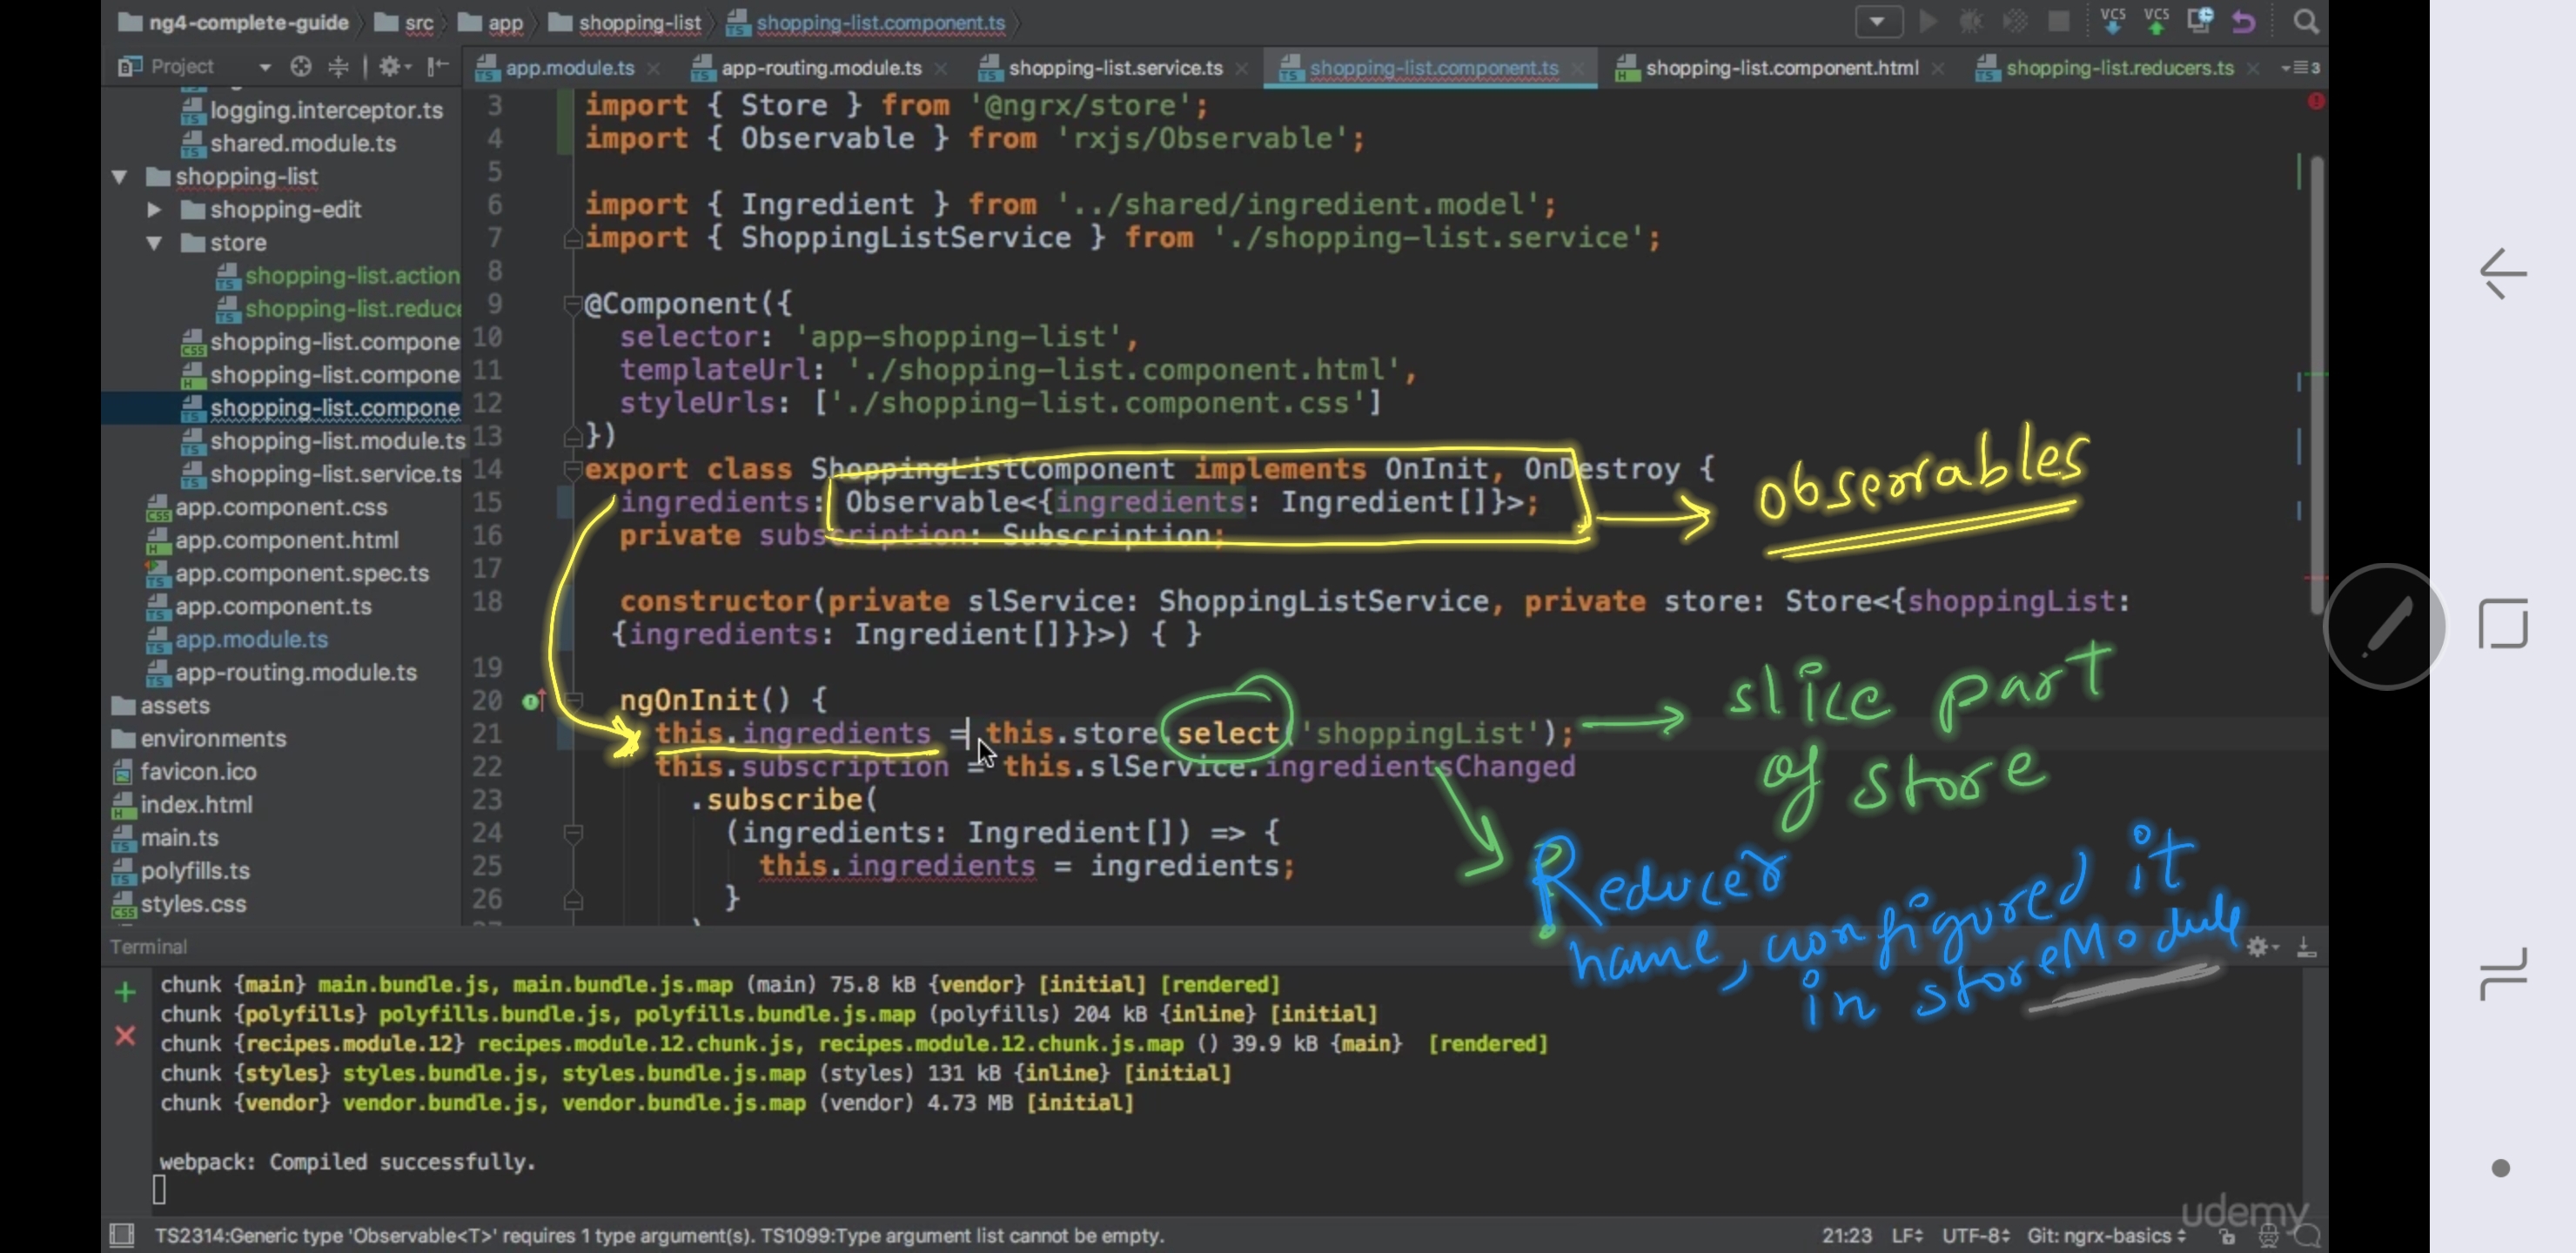 ng4-complete-guide src app shopping-list shopping-list.component.ts
VCS VCS
Project
app.module.ts app-routing.module.ts shopping-list.service.ts shopping-list.component.ts shopping-list.component.html shopping-list.reducers.ts 3
logging.interceptor.ts
shared.module.ts
shopping-list
shopping-edit
store
shopping-list.action
shopping-list.reduce
shopping-list.compone
shopping-list.compone
shopping-list.compone
shopping-list.module.ts
shopping-list.service.ts
app.component.css
app.component.html
app.component.spec.ts
app.component.ts
app.module.ts
app-routing.module.ts
assets
environments
favicon.ico
index.html
main.ts
polyfills.ts
styles.css
3 import { Store } from '@ngrx/store';
4 import { Observable } from 'rxjs/Observable';
5
6 import { Ingredient } from '../shared/ingredient.model';
7 import { ShoppingListService } from './shopping-list.service';
8
9 @Component({
10 selector: 'app-shopping-list',
11 templateUrl: './shopping-list.component.html',
12 styleUrls: ['./shopping-list.component.css']
13 })
14 export class ShoppingListComponent implements OnInit, OnDestroy {
15 ingredients: Observable<{ingredients: Ingredient[]}>;
16 private subscription: Subscription;
17
18 constructor(private slService: ShoppingListService, private store: Store<{shoppingList:
{ingredients: Ingredient[]}}>) { }
19
20 ngOnInit() {
21 this.ingredients = this.store.select('shoppingList');
22 this.subscription = this.slService.ingredientsChanged
23 .subscribe(
24 (ingredients: Ingredient[]) => {
25 this.ingredients = ingredients;
26 }
observables
slice part
of store
Reducer
name, configured it
in storeModule
Terminal
chunk {main} main.bundle.js, main.bundle.js.map (main) 75.8 kB {vendor} [initial] [rendered]
chunk {polyfills} polyfills.bundle.js, polyfills.bundle.js.map (polyfills) 204 kB {inline} [initial]
chunk {recipes.module.12} recipes.module.12.chunk.js, recipes.module.12.chunk.js.map () 39.9 kB {main} [rendered]
chunk {styles} styles.bundle.js, styles.bundle.js.map (styles) 131 kB {inline} [initial]
chunk {vendor} vendor.bundle.js, vendor.bundle.js.map (vendor) 4.73 MB [initial]
webpack: Compiled successfully.
udemy
TS2314:Generic type 'Observable<T>' requires 1 type argument(s). TS1099:Type argument list cannot be empty.
21:23 LF UTF-8 Git: ngrx-basics